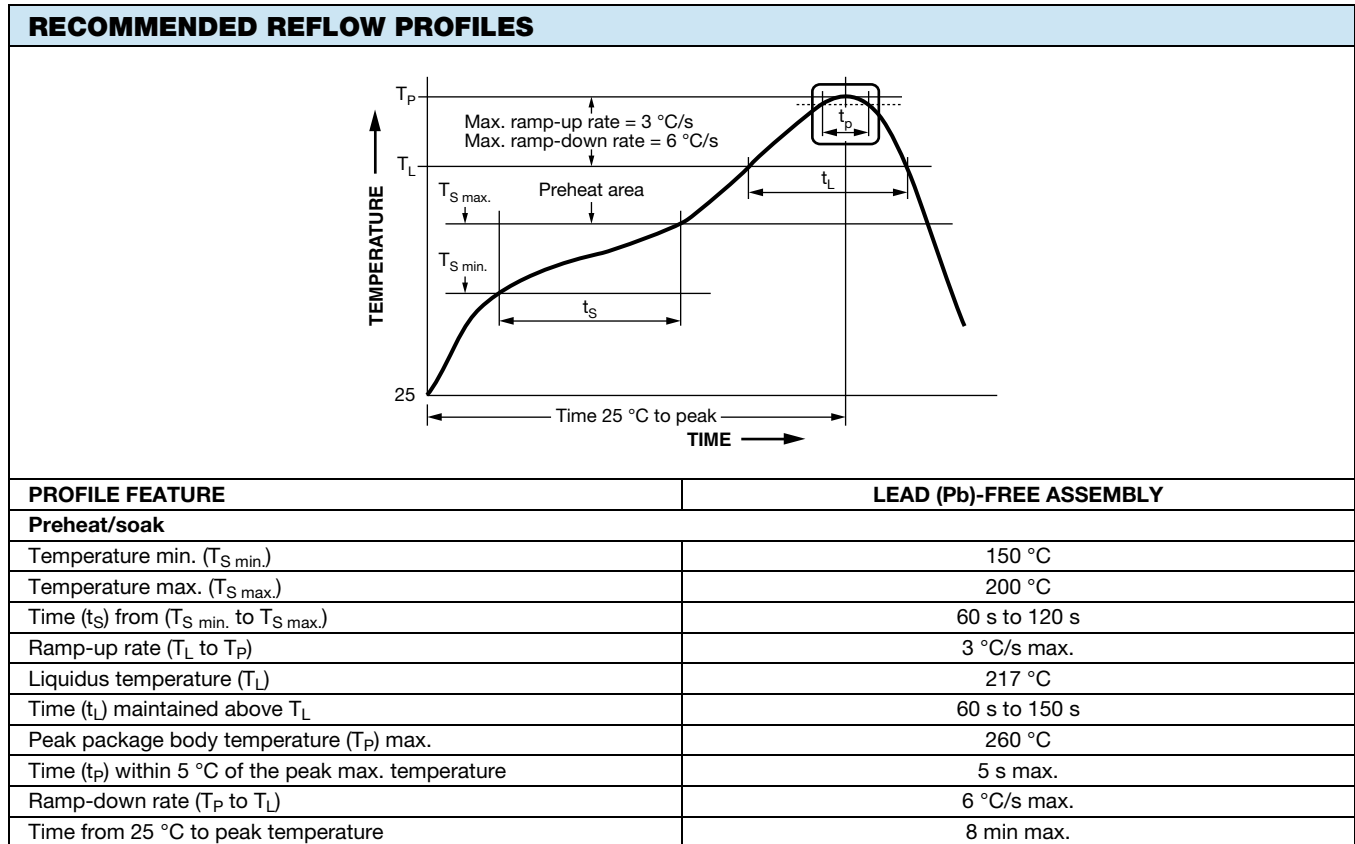 RECOMMENDED REFLOW PROFILES
TP
Max. ramp-up rate = 3 °C/s
Max. ramp-down rate = 6 °C/s
tp
TL
tL
TS max.
Preheat area
TEMPERATURE
TS min.
tS
25
Time 25 °C to peak
TIME
PROFILE FEATURE LEAD (Pb)-FREE ASSEMBLY
Preheat/soak
Temperature min. (TS min.) 150 °C
Temperature max. (TS max.) 200 °C
Time (tS) from (TS min. to TS max.) 60 s to 120 s
Ramp-up rate (TL to TP) 3 °C/s max.
Liquidus temperature (TL) 217 °C
Time (tL) maintained above TL 60 s to 150 s
Peak package body temperature (TP) max. 260 °C
Time (tP) within 5 °C of the peak max. temperature 5 s max.
Ramp-down rate (TP to TL) 6 °C/s max.
Time from 25 °C to peak temperature 8 min max.